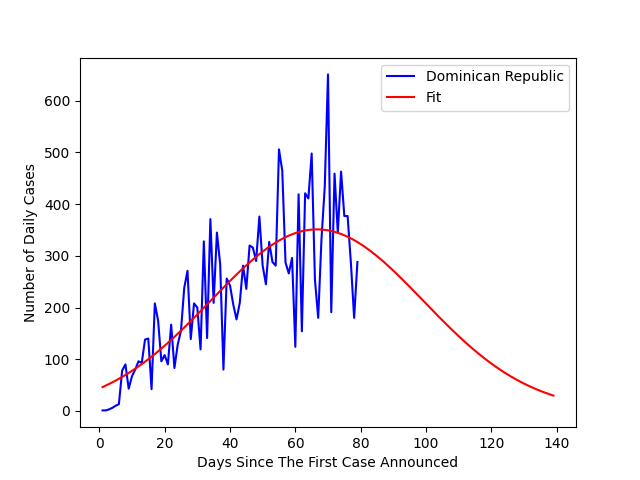 Dominican Republic
Fit
Number of Daily Cases
600
500
400
300
200
100
0
0 20 40 60 80 100 120 140
Days Since The First Case Announced